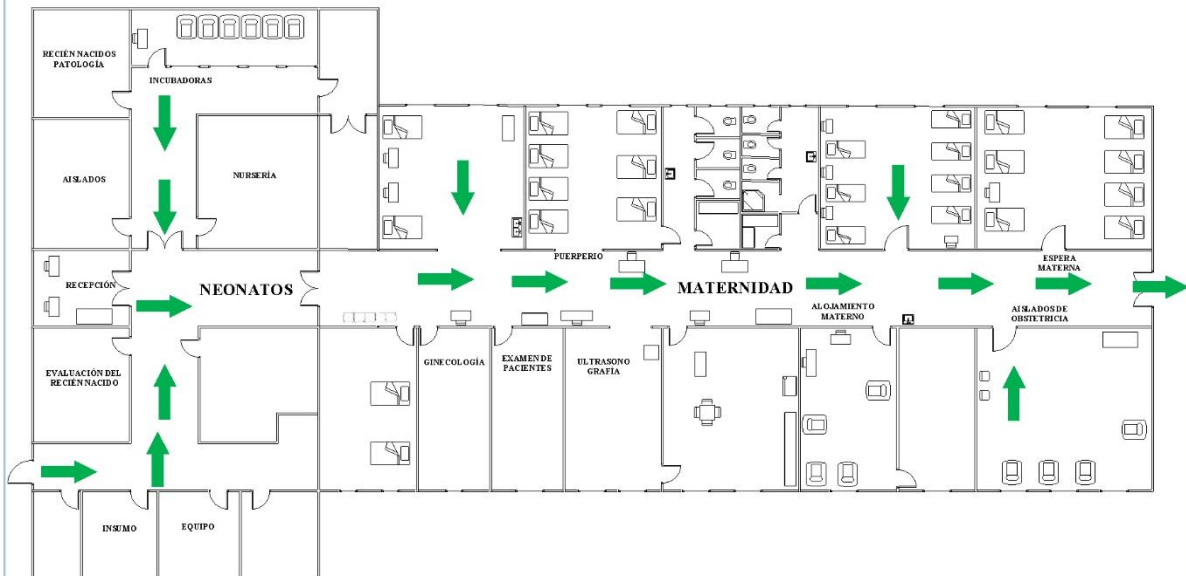 RECIÉN NACIDOS
PATOLOGÍA
INCUBADORAS
AISLADOS
NURSERÍA
RECEPCIÓN
NEONATOS
PUERPERIO
MATERNIDAD
ALOJAMIENTO
MATERNO
ESPERA
MATERNA
AISLADOS DE
OBSTETRICIA
EVALUACIÓN DEL
RECIÉN NACIDO
GINECOLOGÍA
EXAMEN DE
PACIENTES
ULTRASONO
GRAFÍA
INSUMO
EQUIPO